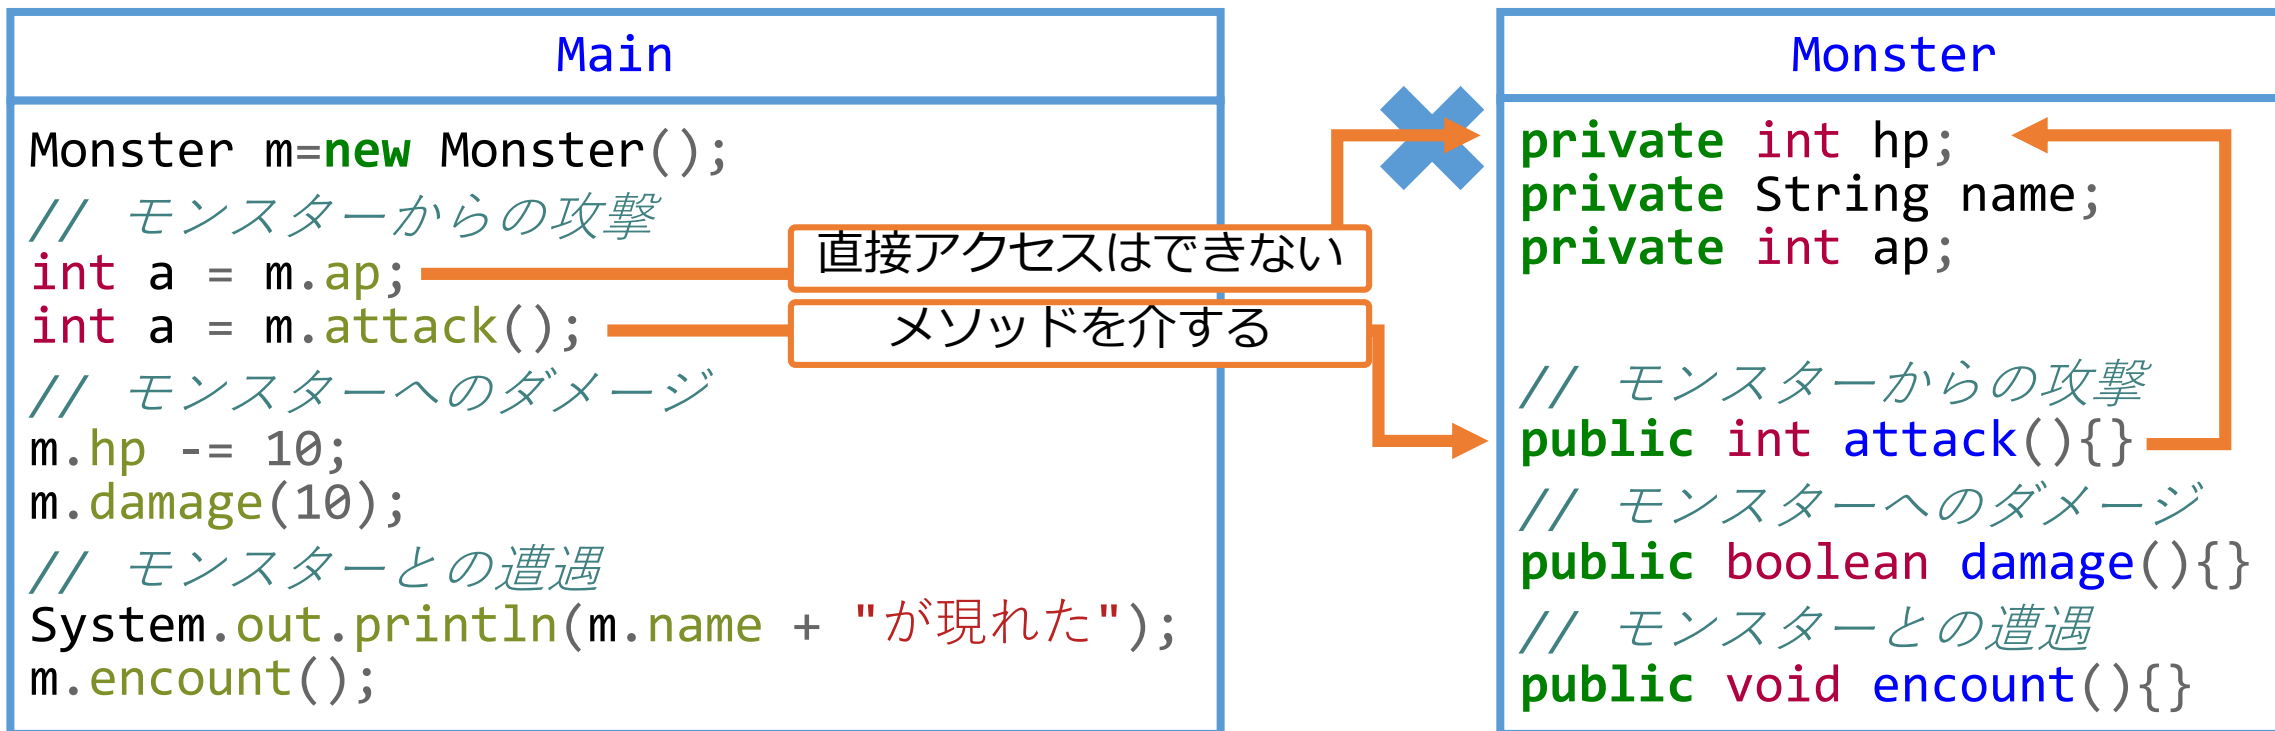 Main
Monster m=new Monster();
// モンスターからの攻撃
int a = m.ap;
int a = m.attack();
// モンスターへのダメージ
m.hp -= 10;
m.damage(10);
// モンスターとの遭遇
System.out.println(m.name + "が現れた");
m.encount();
直接アクセスはできない
メソッドを介する
Monster
private int hp;
private String name;
private int ap;
// モンスターからの攻撃
public int attack(){}
// モンスターへのダメージ
public boolean damage(){}
// モンスターとの遭遇
public void encount(){}